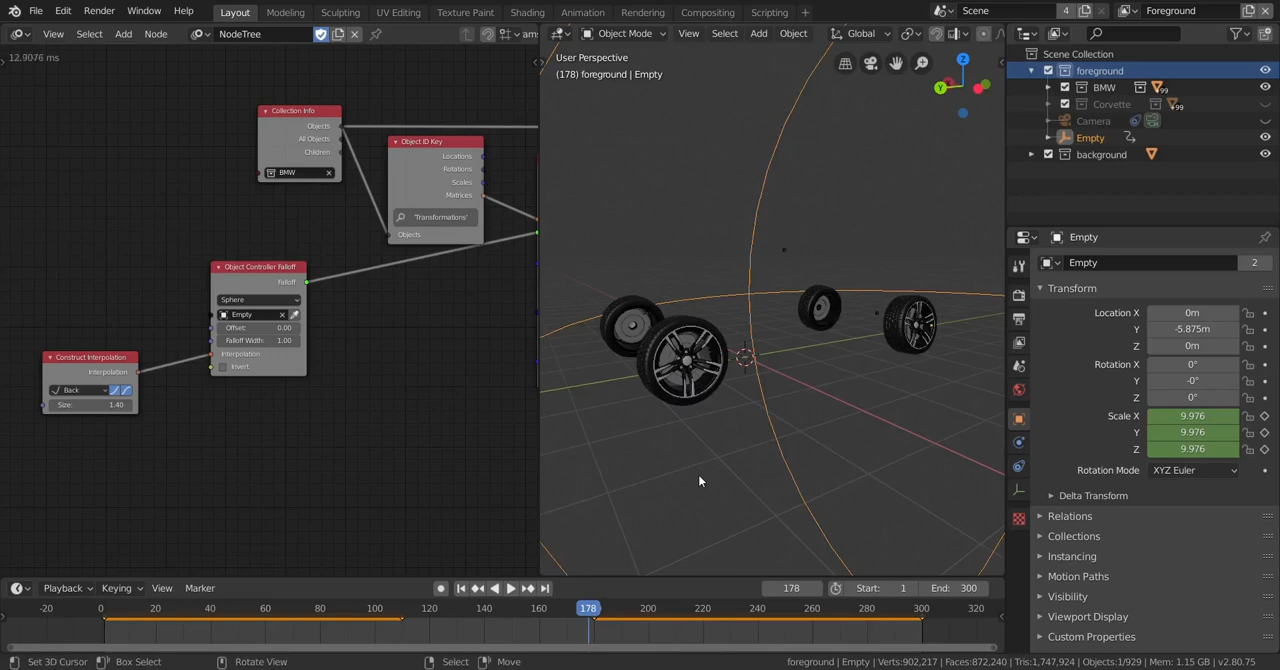 File Edit Render Window Help Layout Modeling Sculpting UV Editing Texture Paint Shading Animation Rendering Compositing Scripting + Scene 4 Foreground
View Select Add Node NodeTree ams Object Mode View Select Add Object Global
12.9076 ms
User Perspective
(178) foreground | Empty
Z
Y
Scene Collection
foreground
BMW 99
Corvette 99
Camera
Empty
background
Collection Info
Objects
All Objects
Children
BMW
Object ID Key
Locations
Rotations
Scales
Matrices
'Transformations'
Objects
Object Controller Falloff
Falloff
Sphere
Empty
Offset: 0.00
Falloff Width: 1.00
Interpolation
Invert
Construct Interpolation
Interpolation
Back
Size: 1.40
Empty
Empty 2
Transform
Location X 0m
Y -5.875m
Z 0m
Rotation X 0°
Y -0°
Z 0°
Scale X 9.976
Y 9.976
Z 9.976
Rotation Mode XYZ Euler
Delta Transform
Relations
Collections
Instancing
Motion Paths
Visibility
Viewport Display
Custom Properties
Playback Keying View Marker 178 Start: 1 End: 300
-20 0 20 40 60 80 100 120 140 160 178 200 220 240 260 280 300 320
Set 3D Cursor Box Select Rotate View Select Move foreground | Empty | Verts:902,217 | Faces:872,240 | Tris:1,747,924 | Objects:1/929 | Mem: 1.15 GB | v2.80.75